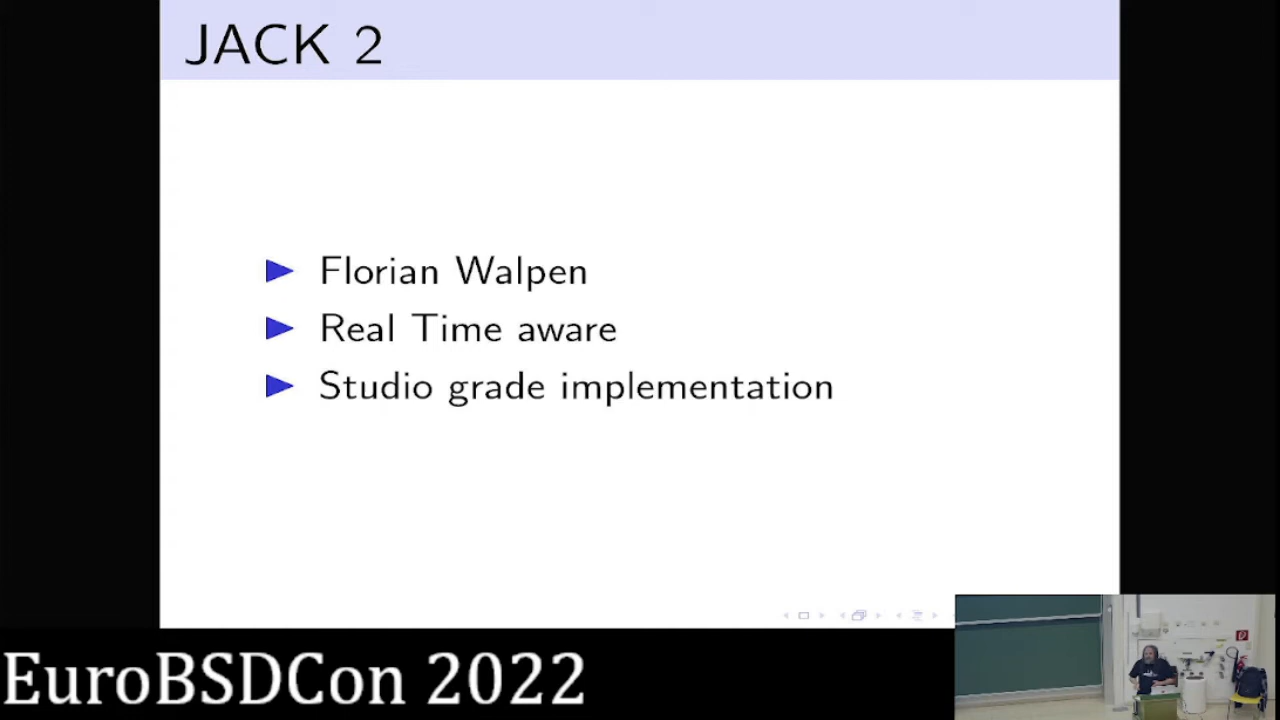 JACK 2
Florian Walpen
Real Time aware
Studio grade implementation
EuroBSDCon 2022